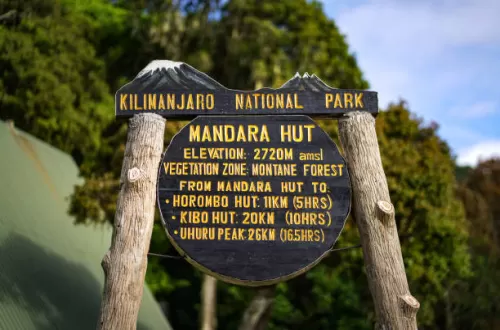 KILIMANJARO NATIONAL PARK
MANDARA HUT
ELEVATION: 2720M amsl
VEGETATION ZONE: MONTANE FOREST
FROM MANDARA HUT TO:
• HOROMBO HUT: 11KM (5HRS)
• KIBO HUT: 20KM (10HRS)
• UHURU PEAK: 26KM (16.5HRS)